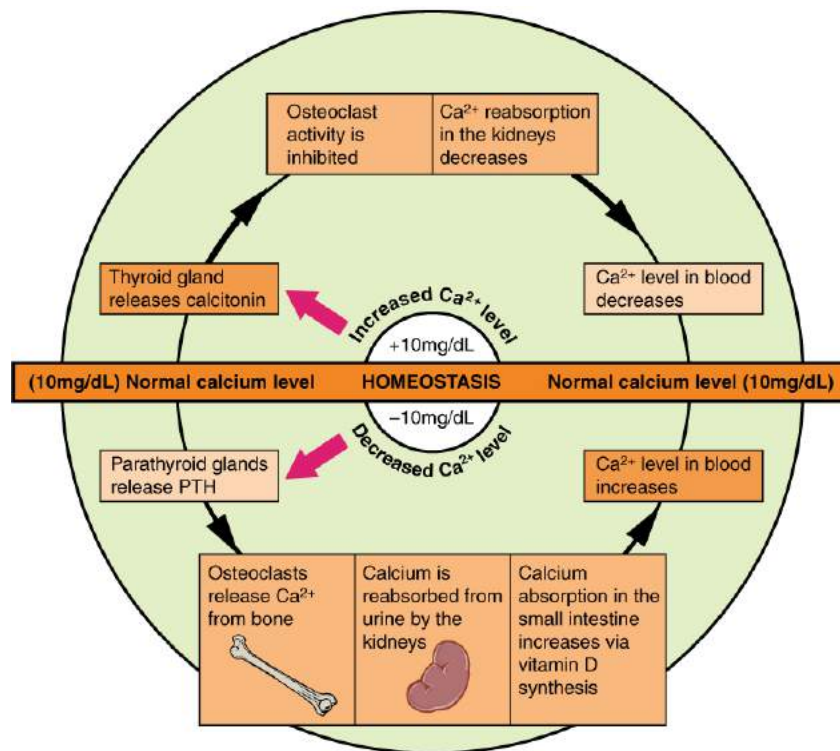 Osteoclast
activity is
inhibited
Ca²⁺ reabsorption
in the kidneys
decreases
Thyroid gland
releases calcitonin
Increased Ca²⁺ level
Ca²⁺ level in blood
decreases
+10mg/dL
(10mg/dL) Normal calcium level HOMEOSTASIS Normal calcium level (10mg/dL)
−10mg/dL
Decreased Ca²⁺ level
Parathyroid glands
release PTH
Ca²⁺ level in blood
increases
Osteoclasts
release Ca²⁺
from bone
Calcium is
reabsorbed from
urine by the
kidneys
Calcium
absorption in the
small intestine
increases via
vitamin D
synthesis